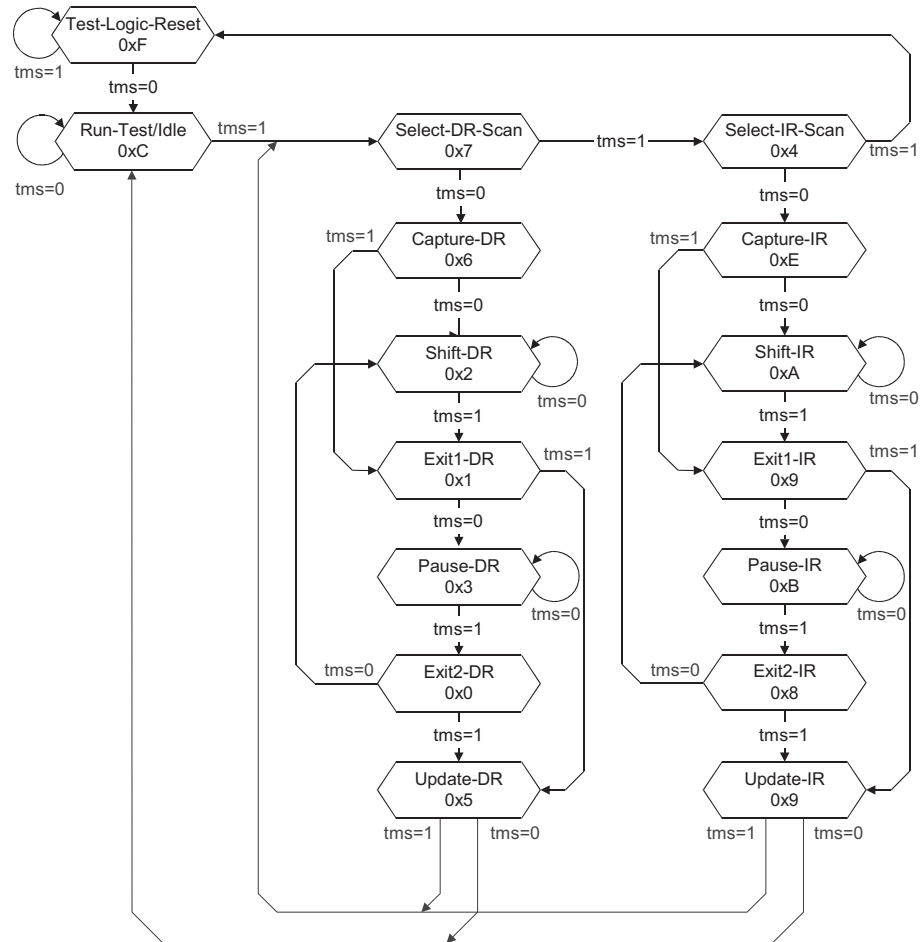 Test-Logic-Reset
0xF
tms=1
tms=0
Run-Test/Idle
0xC
tms=0
tms=1
Select-DR-Scan
0x7
tms=1
Select-IR-Scan
0x4
tms=1
tms=0
tms=0
tms=1
Capture-DR
0x6
tms=1
Capture-IR
0xE
tms=0
tms=0
Shift-DR
0x2
tms=0
Shift-IR
0xA
tms=0
tms=1
tms=1
Exit1-DR
0x1
tms=1
Exit1-IR
0x9
tms=1
tms=0
tms=0
Pause-DR
0x3
tms=0
Pause-IR
0xB
tms=0
tms=1
tms=1
tms=0
Exit2-DR
0x0
tms=0
Exit2-IR
0x8
tms=1
tms=1
Update-DR
0x5
Update-IR
0x9
tms=1
tms=0
tms=1
tms=0